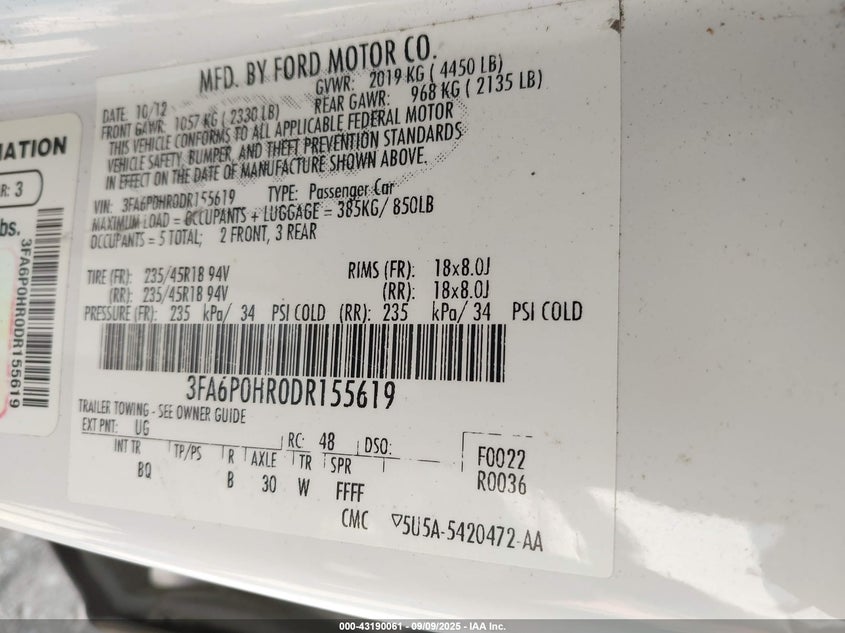 MFD. BY FORD MOTOR CO.
DATE 10/12 GVWR: 2019 KG ( 4450 LB)
FRONT GAWR: 1057 KG ( 2330 LB) REAR GAWR: 968 KG ( 2135 LB)
THIS VEHICLE CONFORMS TO ALL APPLICABLE FEDERAL MOTOR
VEHICLE SAFETY, BUMPER, AND THEFT PREVENTION STANDARDS
IN EFFECT ON THE DATE OF MANUFACTURE SHOWN ABOVE.
VIN: 3FA6P0HR0DR155619 TYPE: Passenger Car
MAXIMUM LOAD = OCCUPANTS + LUGGAGE = 385KG/ 850LB
OCCUPANTS = 5 TOTAL; 2 FRONT, 3 REAR
TIRE (FR): 235/45R18 94V RIMS (FR): 18x8.0J
(RR): 235/45R18 94V (RR): 18x8.0J
PRESSURE (FR): 235 kPa/ 34 PSI COLD (RR): 235 kPa/ 34 PSI COLD
3FA6P0HR0DR155619
TRAILER TOWING - SEE OWNER GUIDE
EXT PNT: UG RC: 48 DSO:
INT TR TP/PS R AXLE TR SPR F0022
BQ B 30 W FFFF R0036
CMC 5U5A-5420472-AA
MATION
R: 3
bs.
3FA6P0HR0DR155619
000-43190061 - 09/09/2025 - IAA Inc.